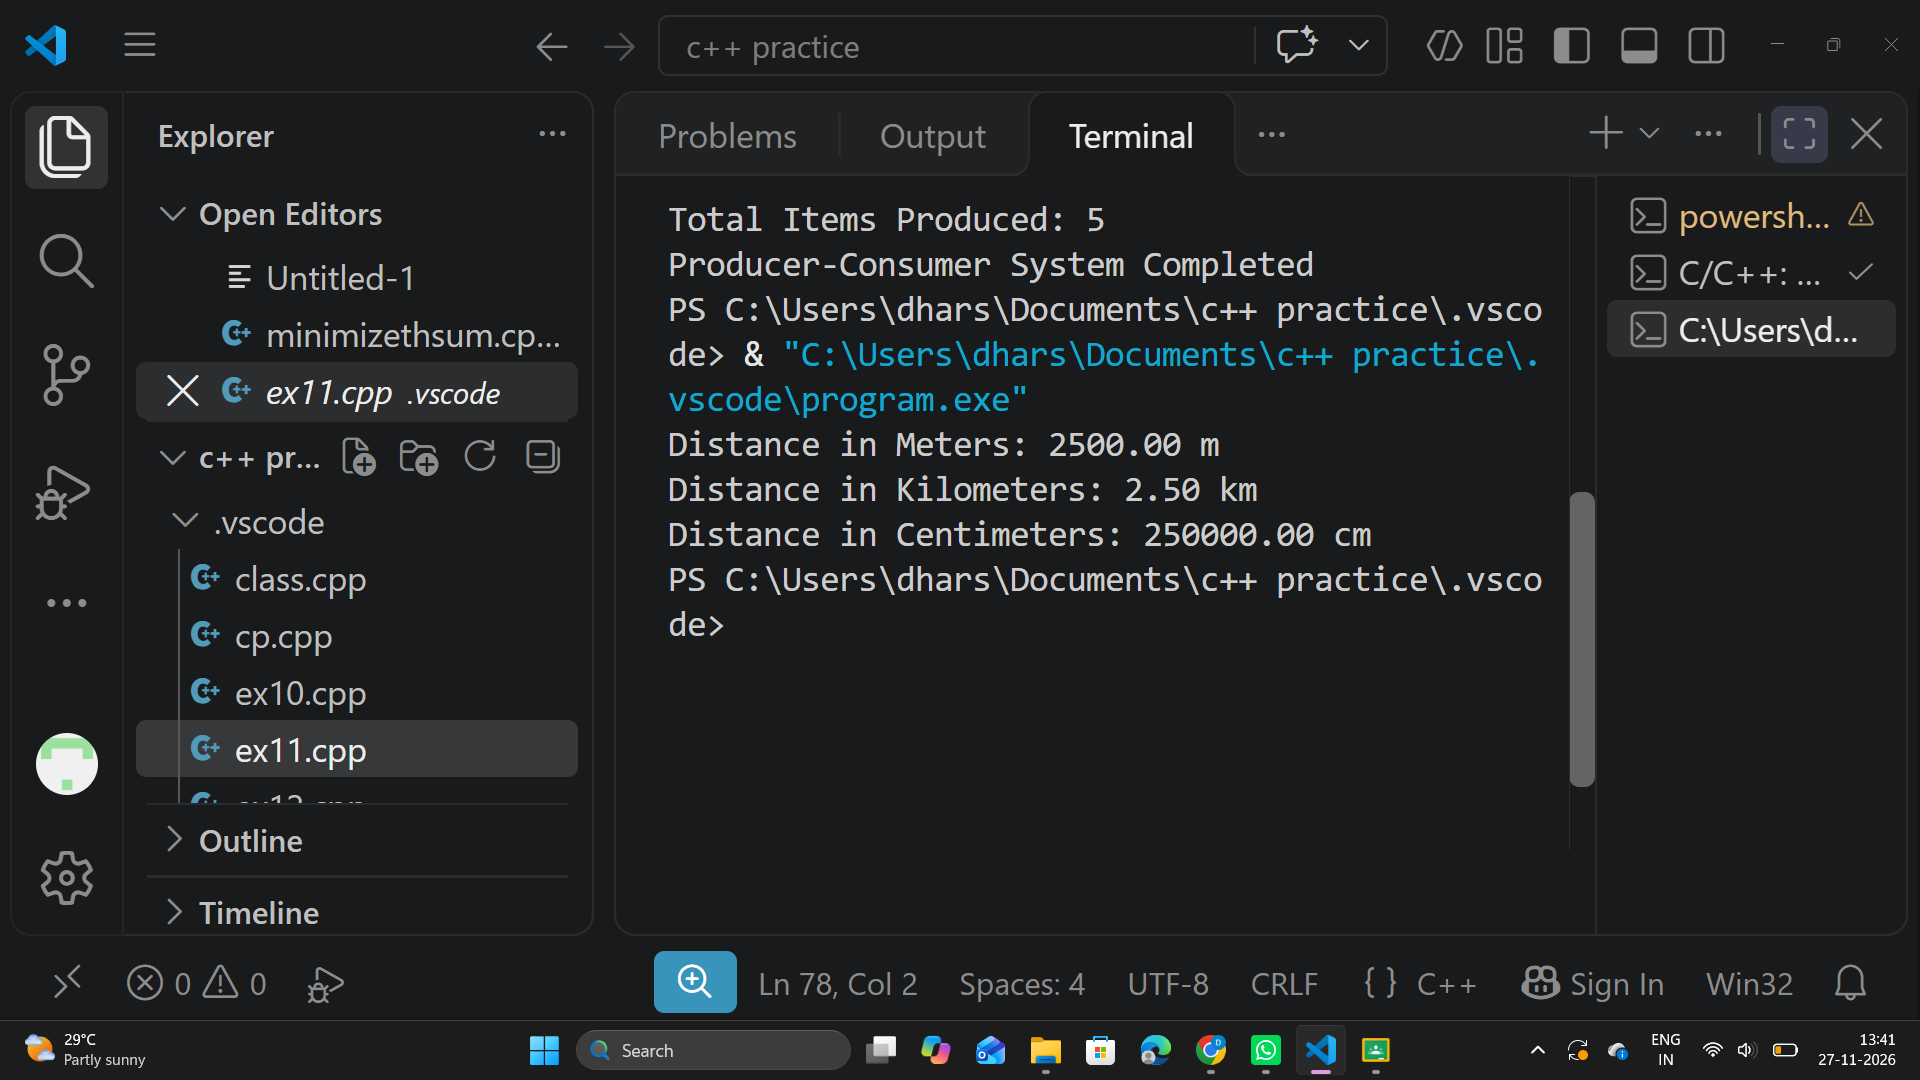 c++ practice
Explorer
Open Editors
Untitled-1
minimizethsum.cp...
ex11.cpp .vscode
c++ pr...
.vscode
class.cpp
cp.cpp
ex10.cpp
ex11.cpp
Outline
Timeline
Problems
Output
Terminal
Total Items Produced: 5
Producer-Consumer System Completed
PS C:\Users\dhars\Documents\c++ practice\.vsco
de> & "C:\Users\dhars\Documents\c++ practice\.
vscode\program.exe"
Distance in Meters: 2500.00 m
Distance in Kilometers: 2.50 km
Distance in Centimeters: 250000.00 cm
PS C:\Users\dhars\Documents\c++ practice\.vsco
de>
powersh...
C/C++: ...
C:\Users\d...
0 0
Ln 78, Col 2
Spaces: 4
UTF-8
CRLF
{ } C++
Sign In
Win32
29°C
Partly sunny
Search
ENG
IN
13:41
27-11-2026